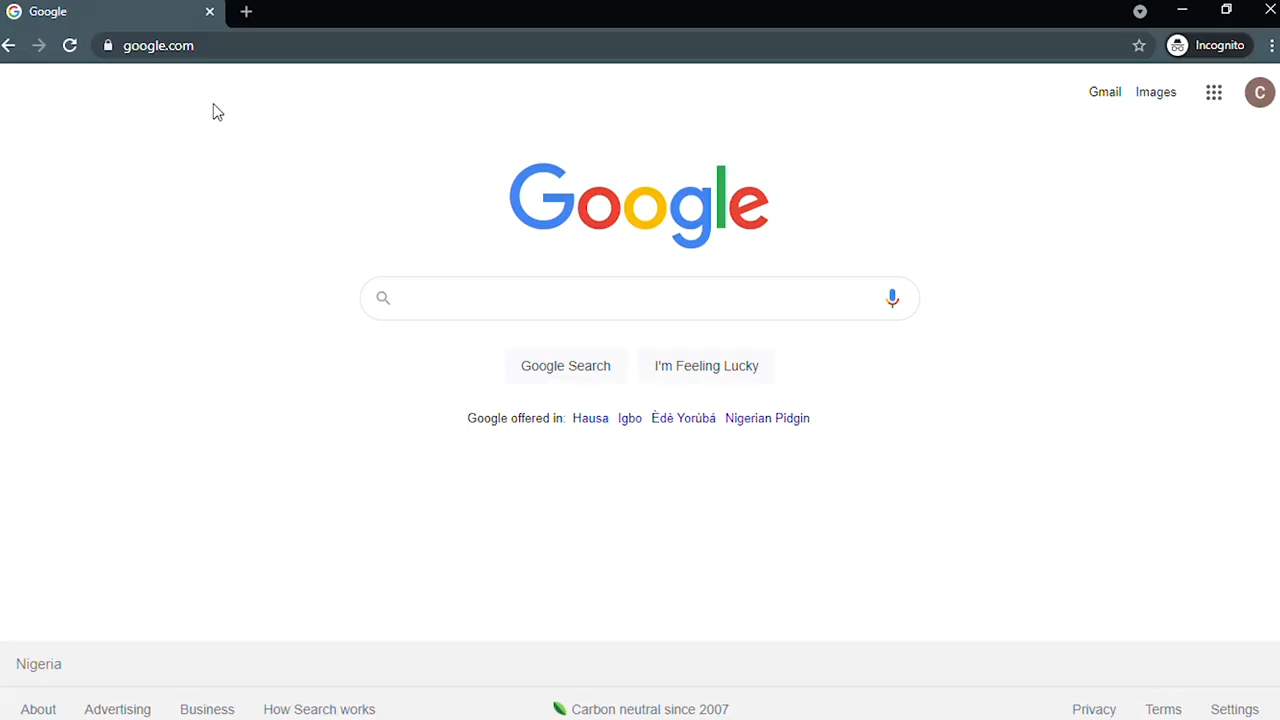 Google
google.com
Incognito
Gmail Images
C
Google
Google Search I'm Feeling Lucky
Google offered in: Hausa Igbo Èdè Yorùbá Nigerian Pidgin
Nigeria
About Advertising Business How Search works Carbon neutral since 2007 Privacy Terms Settings